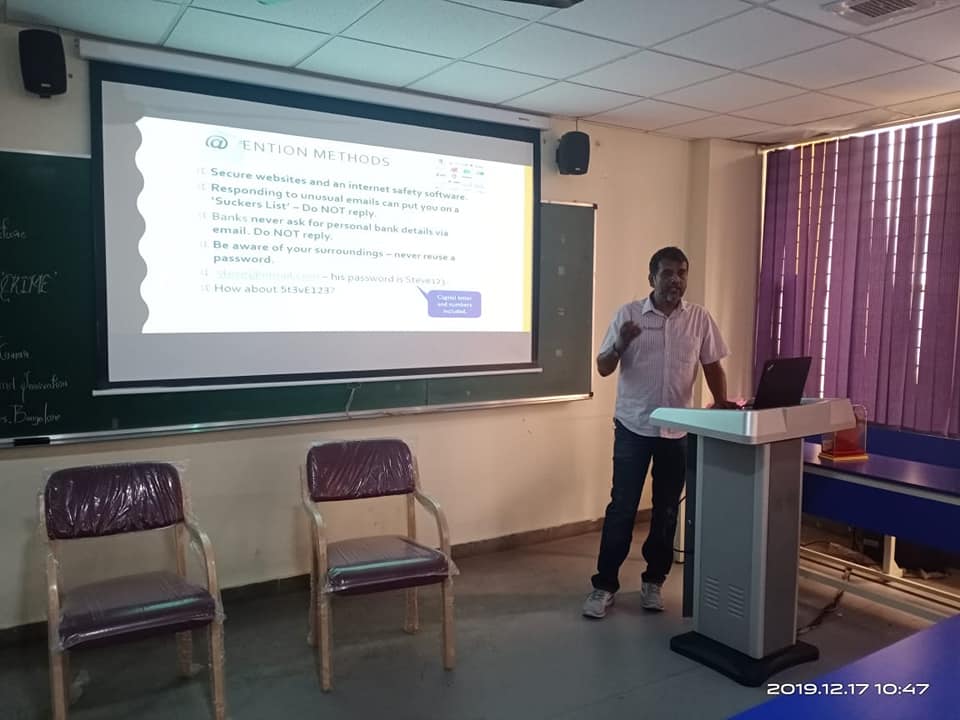 @ ENTION METHODS
Secure websites and an internet safety software.
Responding to unusual emails can put you on a
'Suckers List' – Do NOT reply.
Banks never ask for personal bank details via
email. Do NOT reply.
Be aware of your surroundings – never reuse a
password.
– his password is Steve123
How about 5t3vE123?
Capital letter
and numbers
included.
CRIME'
Bangalore
2019.12.17 10:47